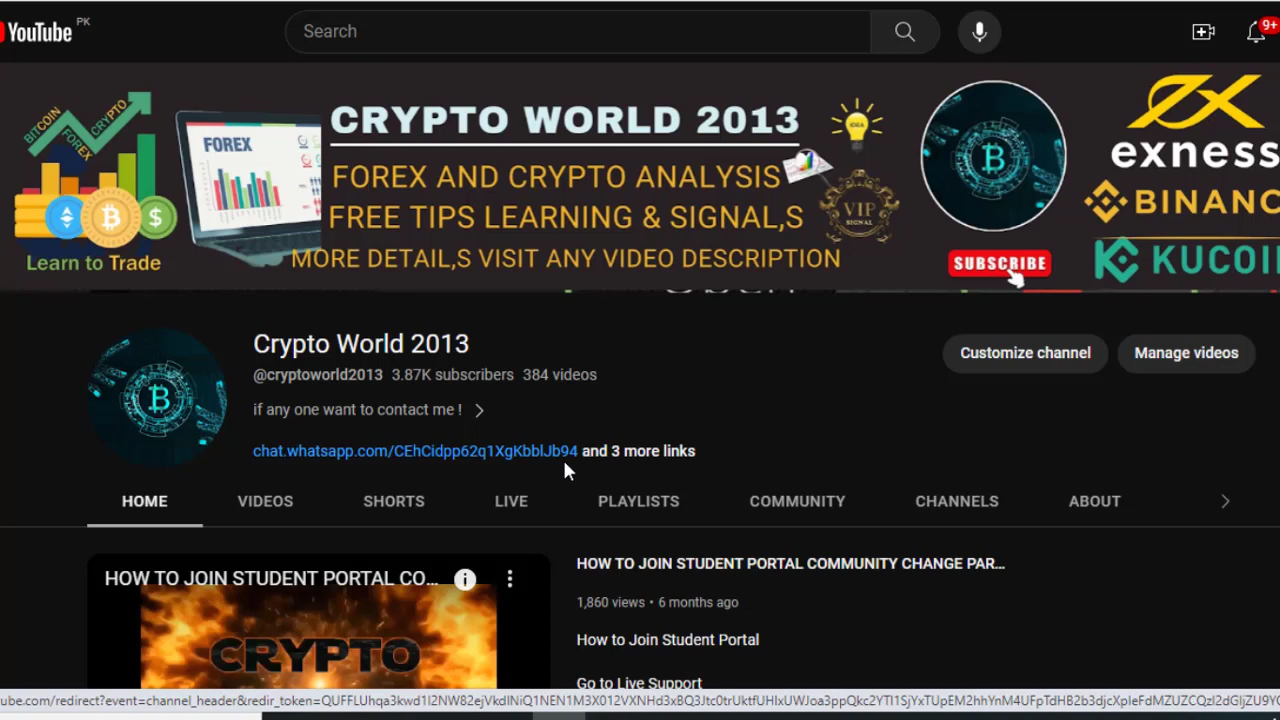 YouTube PK
Search
9+
BITCOIN
FOREX
CRYPTO
Learn to Trade
FOREX
CRYPTO WORLD 2013
FOREX AND CRYPTO ANALYSIS
FREE TIPS LEARNING & SIGNAL,S
MORE DETAIL,S VISIT ANY VIDEO DESCRIPTION
IDEA
VIP
SIGNAL
SUBSCRIBE
exness
BINANC
KUCOI
Crypto World 2013
@cryptoworld2013 3.87K subscribers 384 videos
Customize channel
Manage videos
if any one want to contact me !
chat.whatsapp.com/CEhCidpp62q1XgKbblJb94 and 3 more links
HOME VIDEOS SHORTS LIVE PLAYLISTS COMMUNITY CHANNELS ABOUT
HOW TO JOIN STUDENT PORTAL CO...
CRYPTO
HOW TO JOIN STUDENT PORTAL COMMUNITY CHANGE PAR...
1,860 views • 6 months ago
How to Join Student Portal
Go to Live Support